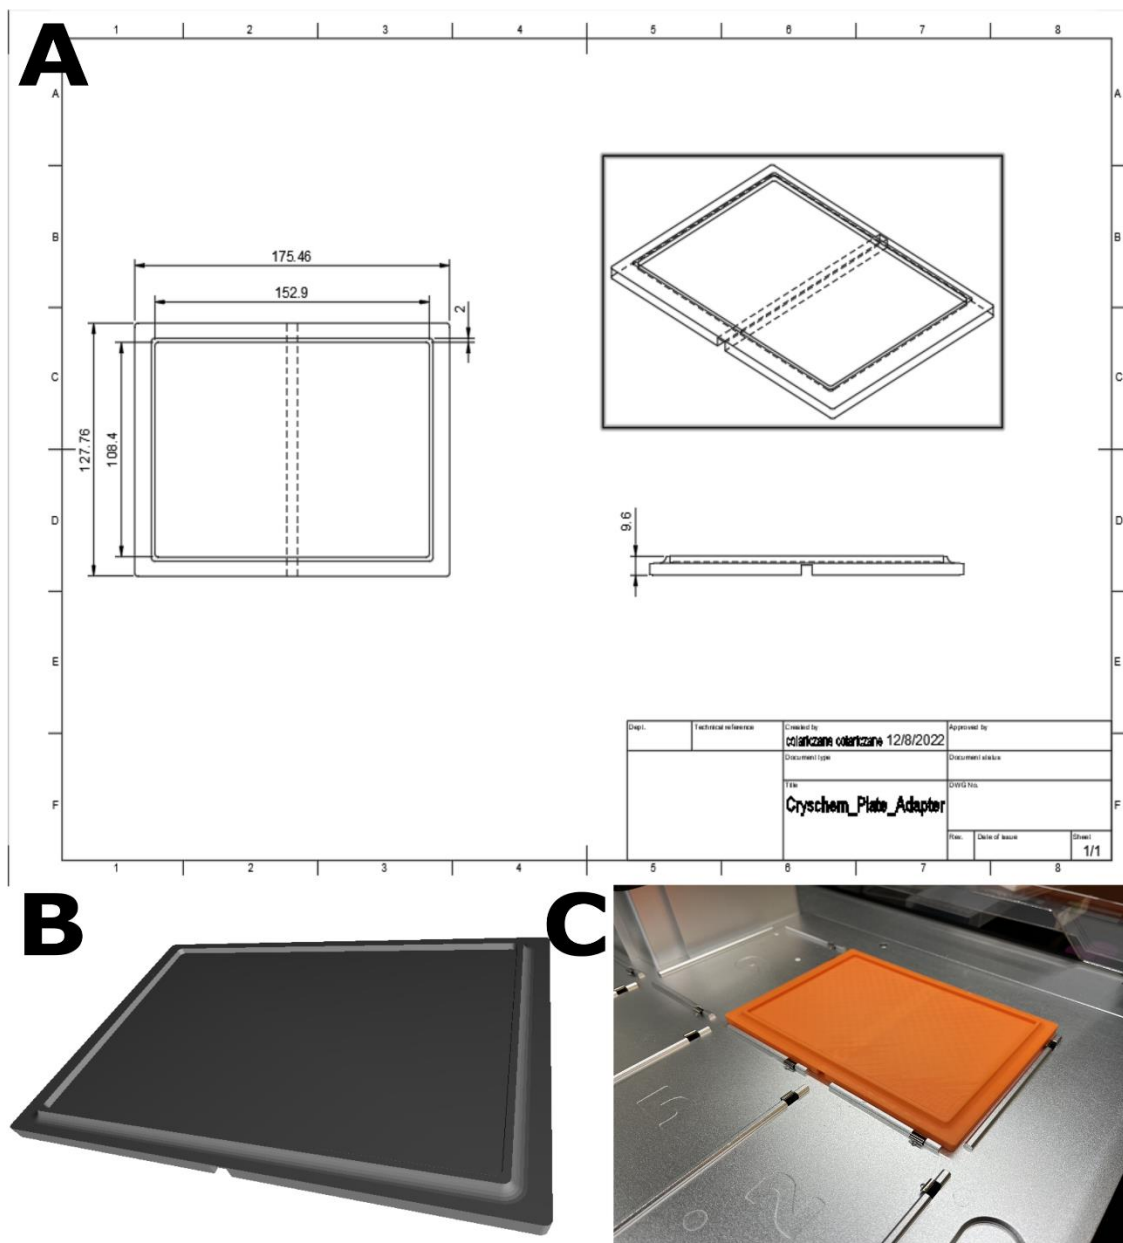 A
1 2 3 4 5 6 7 8
A A
B B
175.46
152.9
2
C C
127.76
108.4
D D
9.6
E E
Dept. Technical reference Created by Approved by
12/8/2022
Document type Document status
Title DWG No.
Cryschem_Plate_Adapter
F F
Rev. Date of issue Sheet
1/1
1 2 3 4 5 6 7 8
B C
5
2